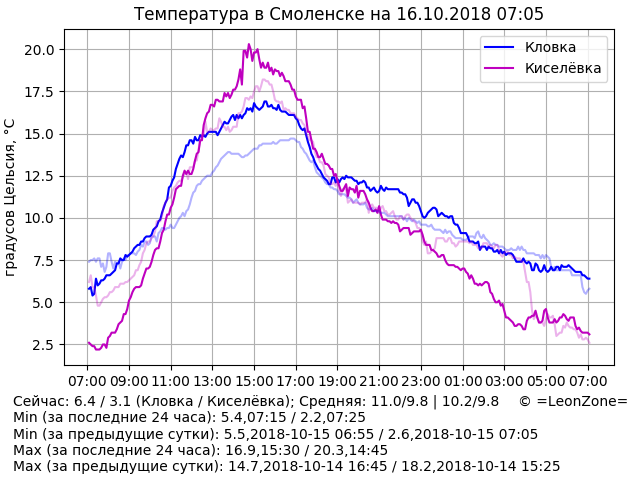 Температура в Смоленске на 16.10.2018 07:05
градусов Цельсия, °C
20.0
17.5
15.0
12.5
10.0
7.5
5.0
2.5
Кловка
Киселёвка
07:00 09:00 11:00 13:00 15:00 17:00 19:00 21:00 23:00 01:00 03:00 05:00 07:00
Сейчас: 6.4 / 3.1 (Кловка / Киселёвка); Средняя: 11.0/9.8 | 10.2/9.8 © =LeonZone=
Min (за последние 24 часа): 5.4,07:15 / 2.2,07:25
Min (за предыдущие сутки): 5.5,2018-10-15 06:55 / 2.6,2018-10-15 07:05
Max (за последние 24 часа): 16.9,15:30 / 20.3,14:45
Max (за предыдущие сутки): 14.7,2018-10-14 16:45 / 18.2,2018-10-14 15:25